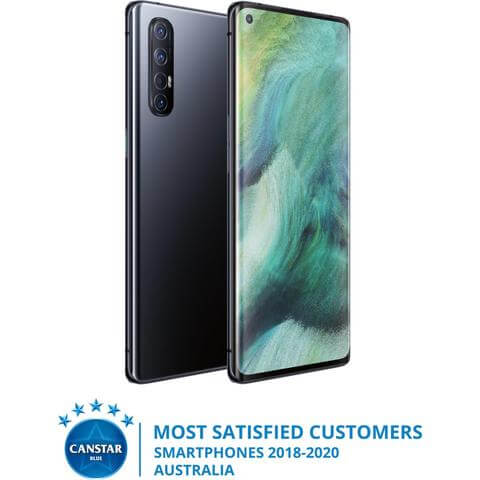 CANSTAR
BLUE
MOST SATISFIED CUSTOMERS
SMARTPHONES 2018-2020
AUSTRALIA